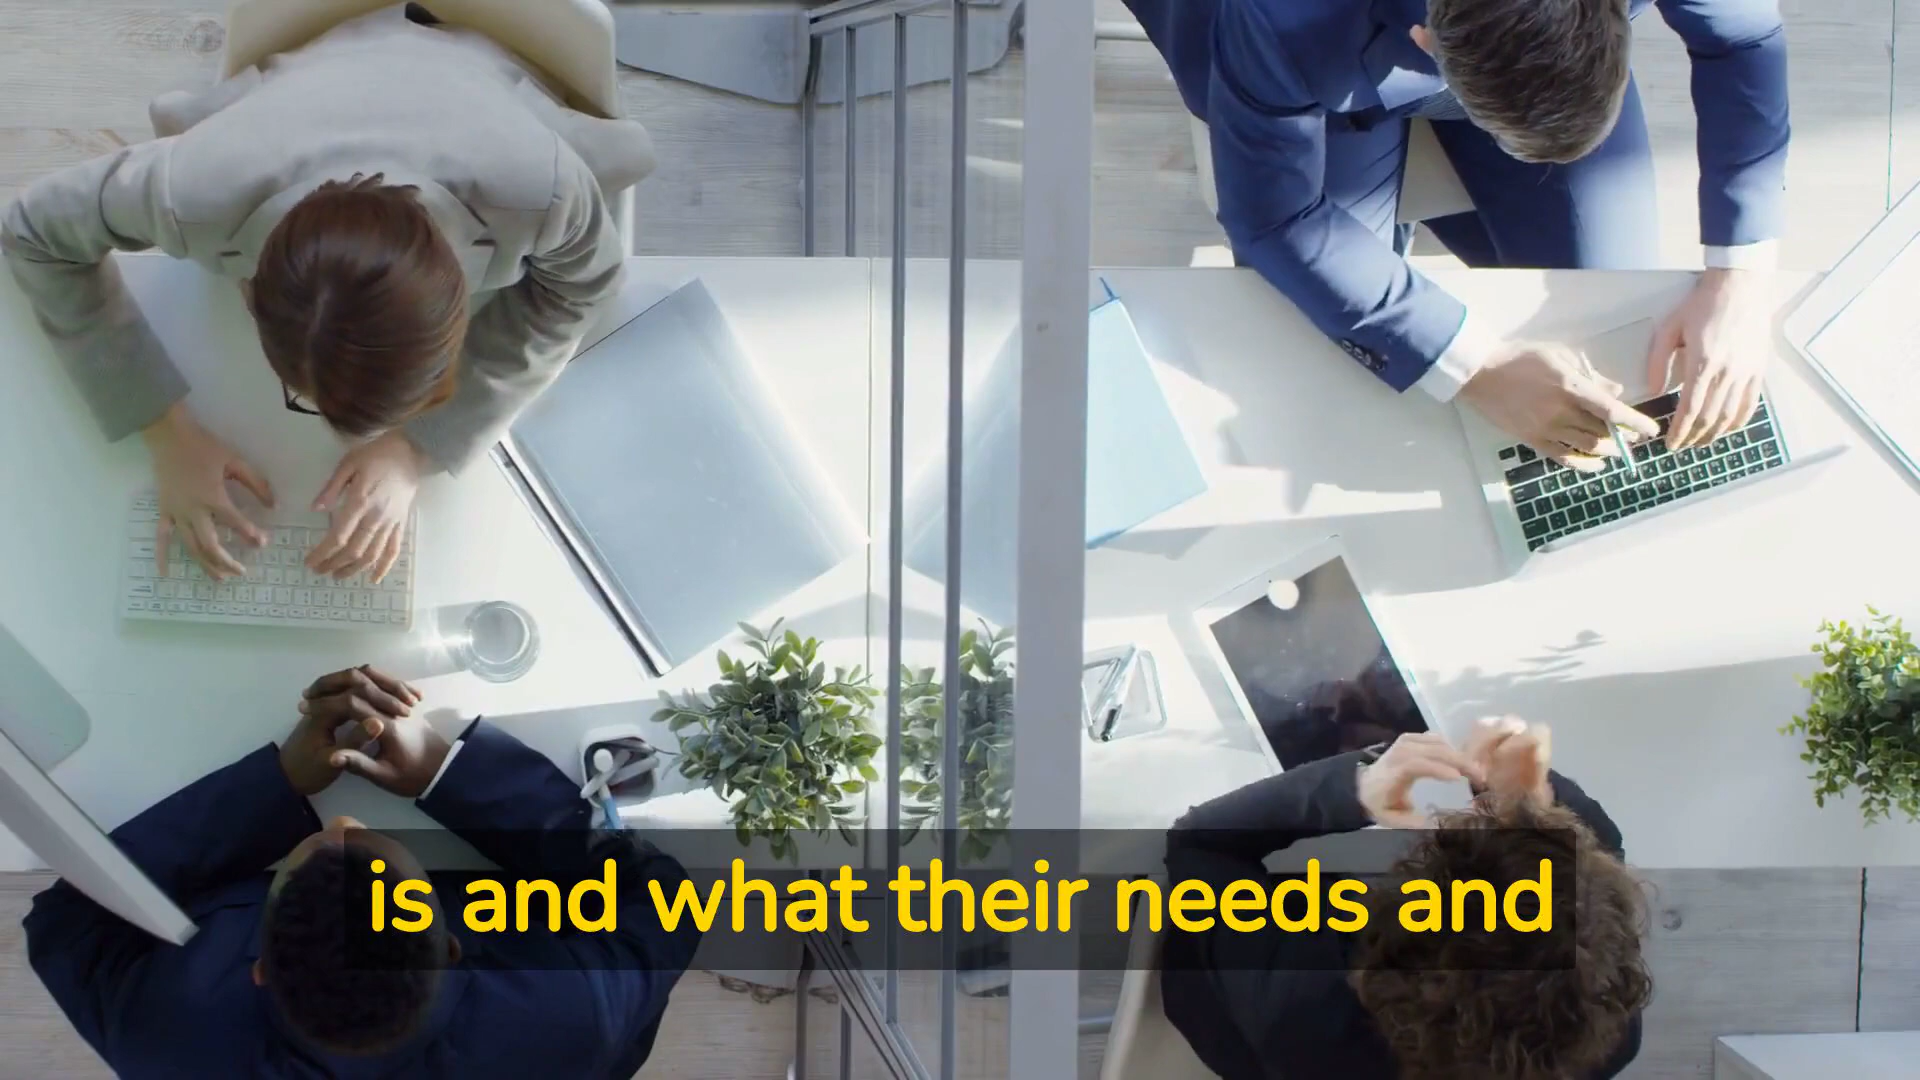 is and what their needs and